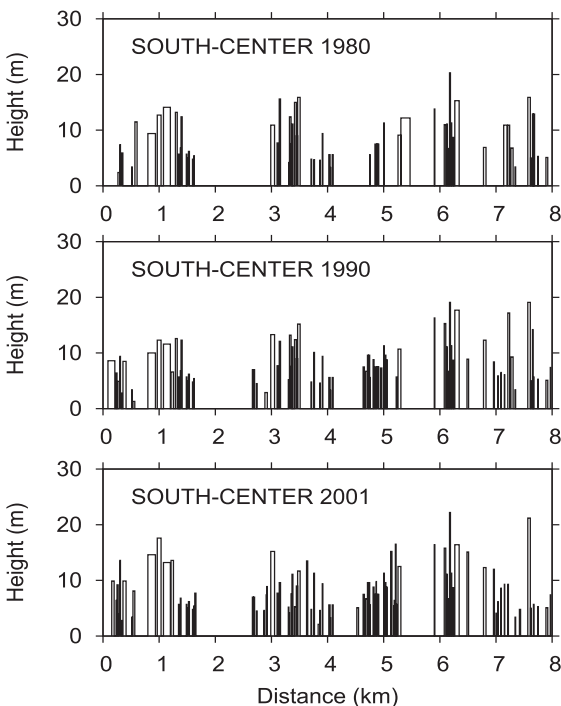 30
SOUTH-CENTER 1980
20
Height (m)
10
0
0 1 2 3 4 5 6 7 8
30
SOUTH-CENTER 1990
20
Height (m)
10
0
0 1 2 3 4 5 6 7 8
30
SOUTH-CENTER 2001
20
Height (m)
10
0
0 1 2 3 4 5 6 7 8
Distance (km)